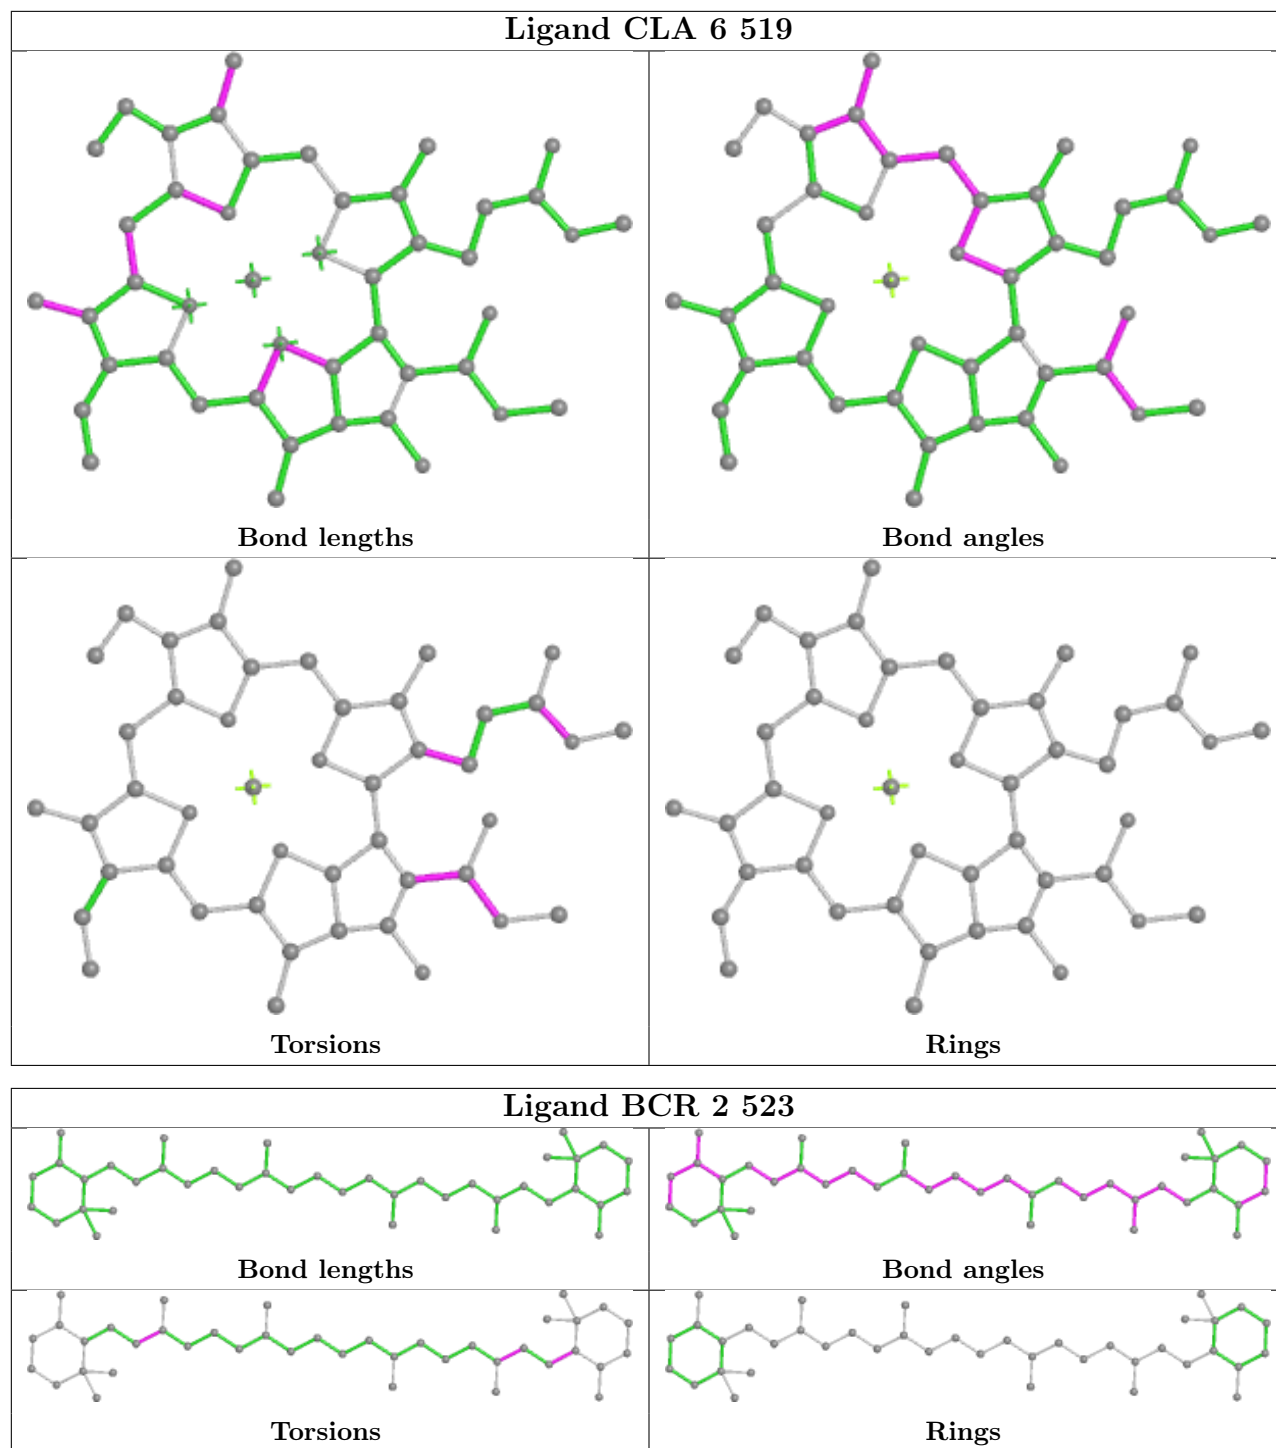 Ligand CLA 6 519
Bond lengths
Bond angles
Torsions
Rings
Ligand BCR 2 523
Bond lengths
Bond angles
Torsions
Rings